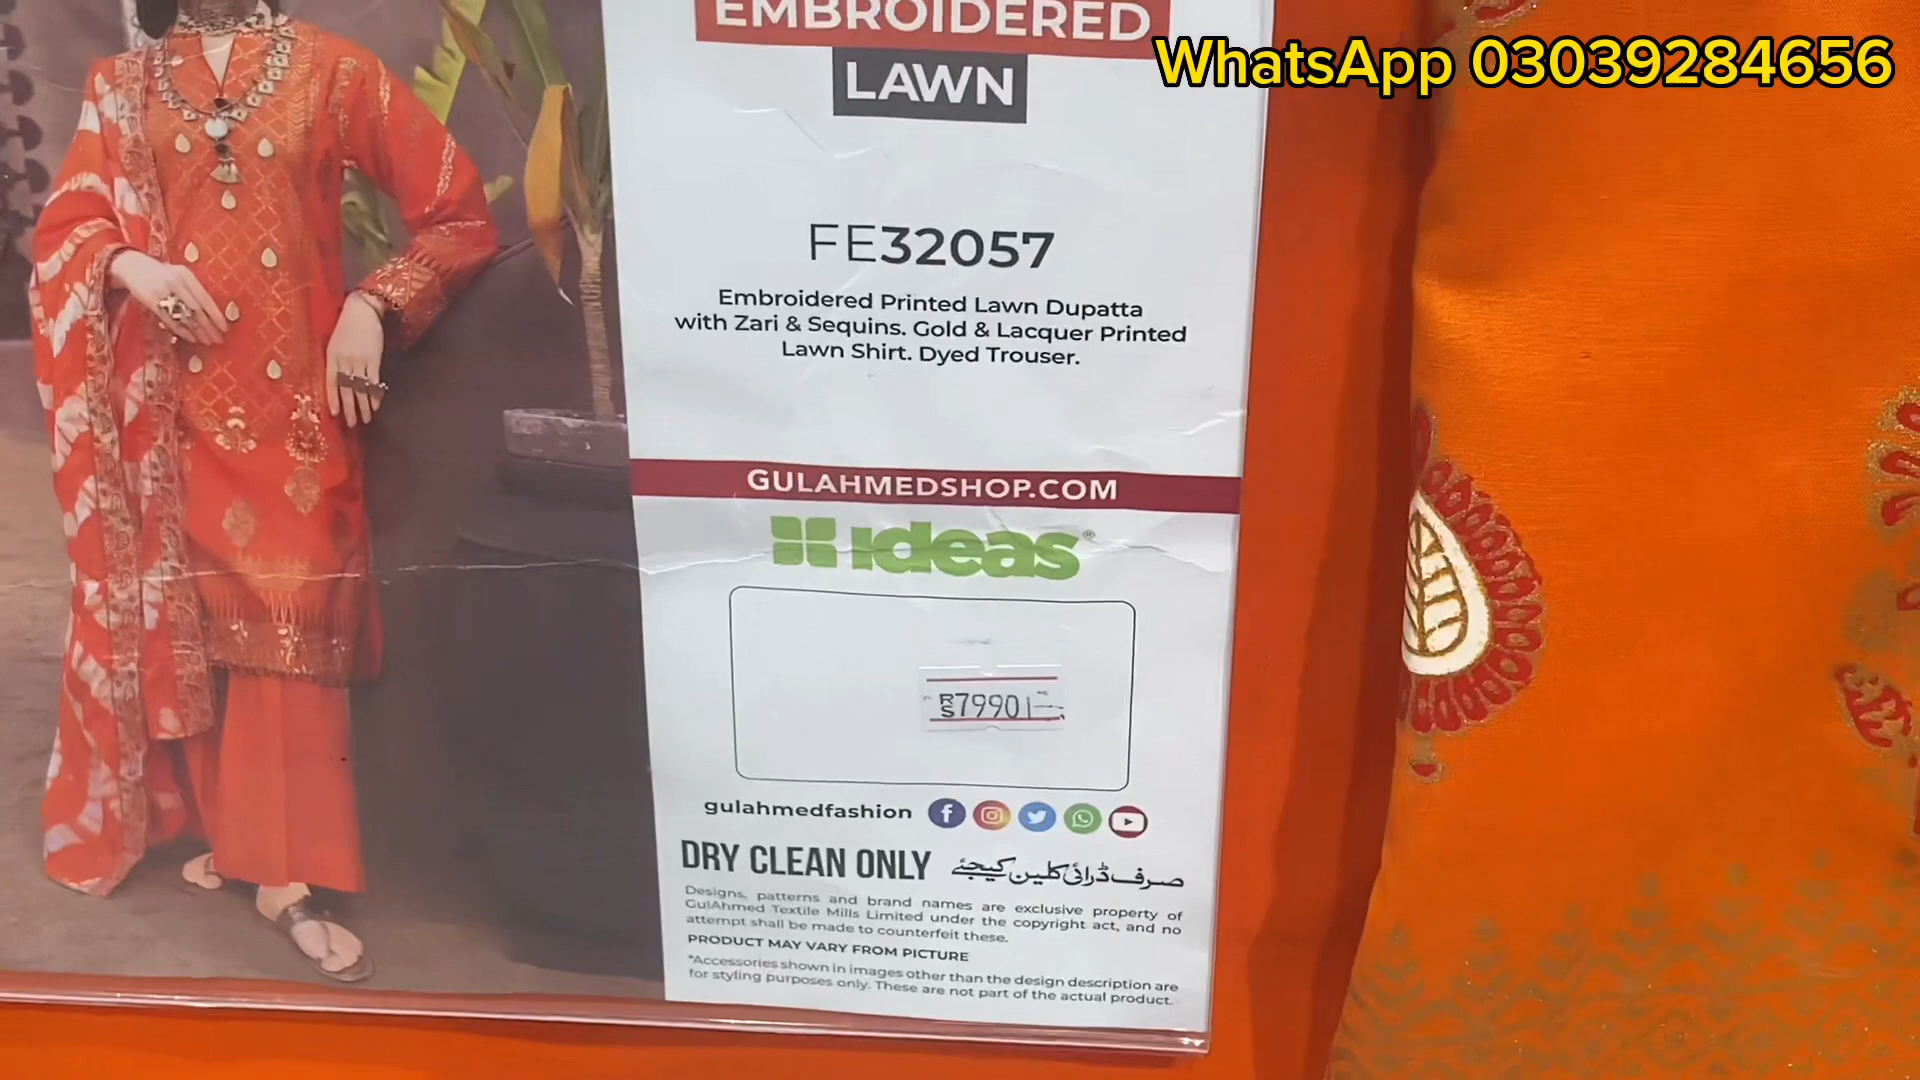 EMBROIDERED
LAWN
WhatsApp 03039284656
FE32057
Embroidered Printed Lawn Dupatta
with Zari & Sequins. Gold & Lacquer Printed
Lawn Shirt. Dyed Trouser.
GULAHMEDSHOP.COM
ideas®
RS7990/-
gulahmedfashion
DRY CLEAN ONLY صرف ڈرائی کلین کیجئے
Designs, patterns and brand names are exclusive property of
GulAhmed Textile Mills Limited under the copyright act, and no
attempt shall be made to counterfeit these.
PRODUCT MAY VARY FROM PICTURE
*Accessories shown in images other than the design description are
for styling purposes only. These are not part of the actual product.